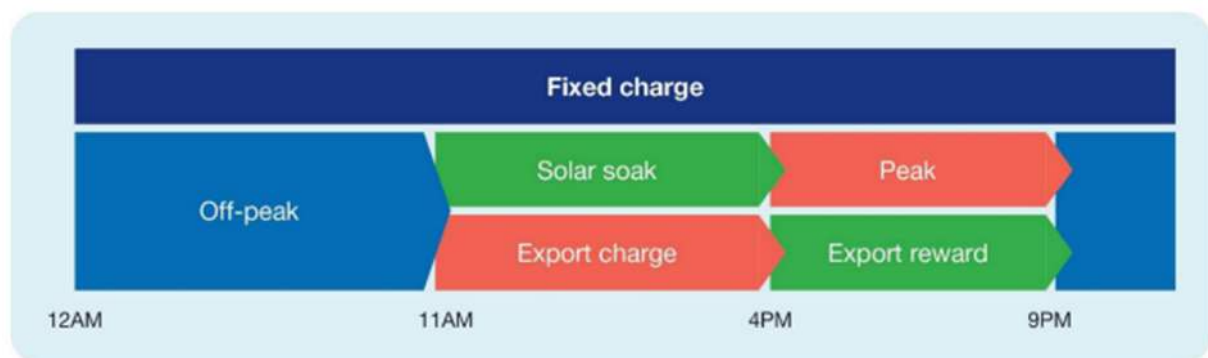 Fixed charge
Off-peak
Solar soak
Peak
Export charge
Export reward
12AM
11AM
4PM
9PM